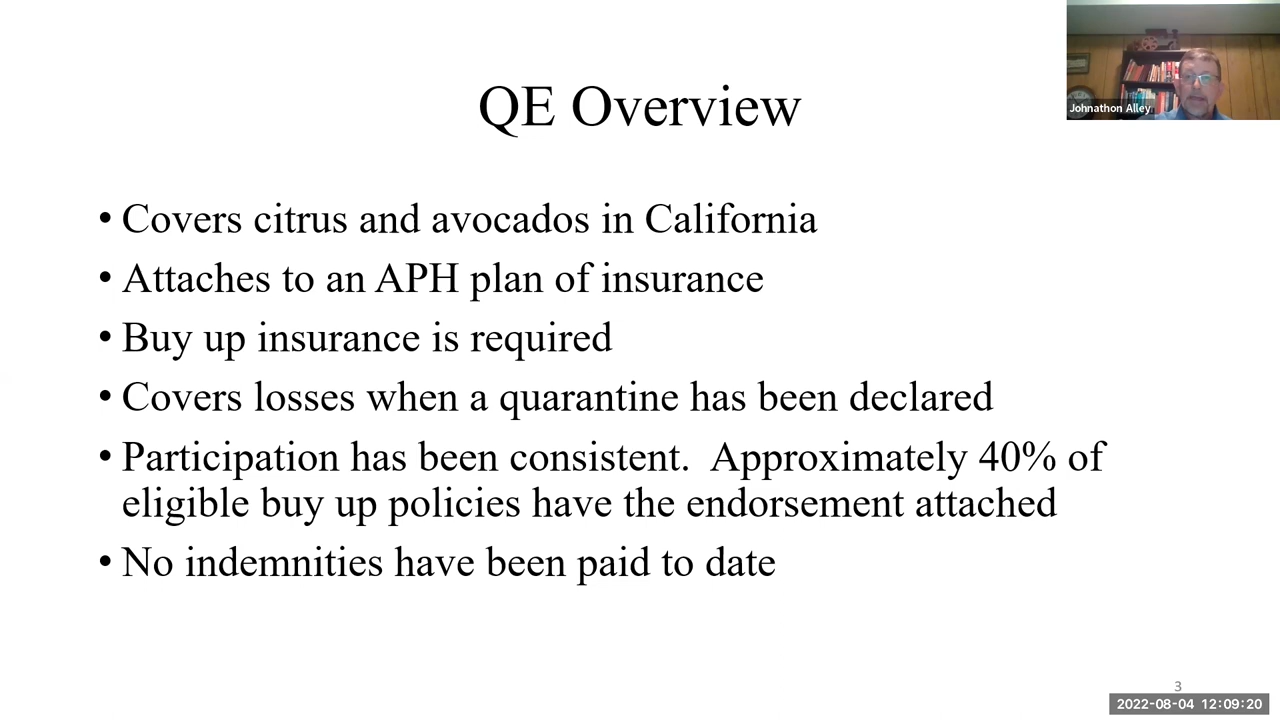 QE Overview
Johnathon Alley
• Covers citrus and avocados in California
• Attaches to an APH plan of insurance
• Buy up insurance is required
• Covers losses when a quarantine has been declared
• Participation has been consistent.  Approximately 40% of
eligible buy up policies have the endorsement attached
• No indemnities have been paid to date
3
2022-08-04 12:09:20